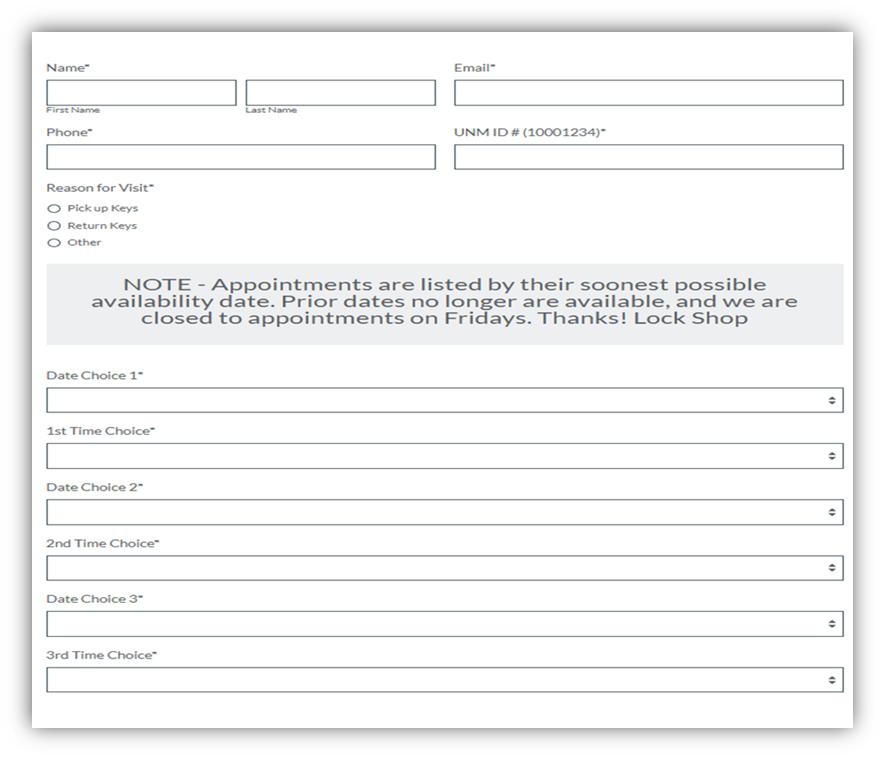 Name*
Email*
First Name
Last Name
Phone*
UNM ID # (10001234)*
Reason for Visit*
Pick up Keys
Return Keys
Other
NOTE - Appointments are listed by their soonest possible
availability date. Prior dates no longer are available, and we are
closed to appointments on Fridays. Thanks! Lock Shop
Date Choice 1*
1st Time Choice*
Date Choice 2*
2nd Time Choice*
Date Choice 3*
3rd Time Choice*